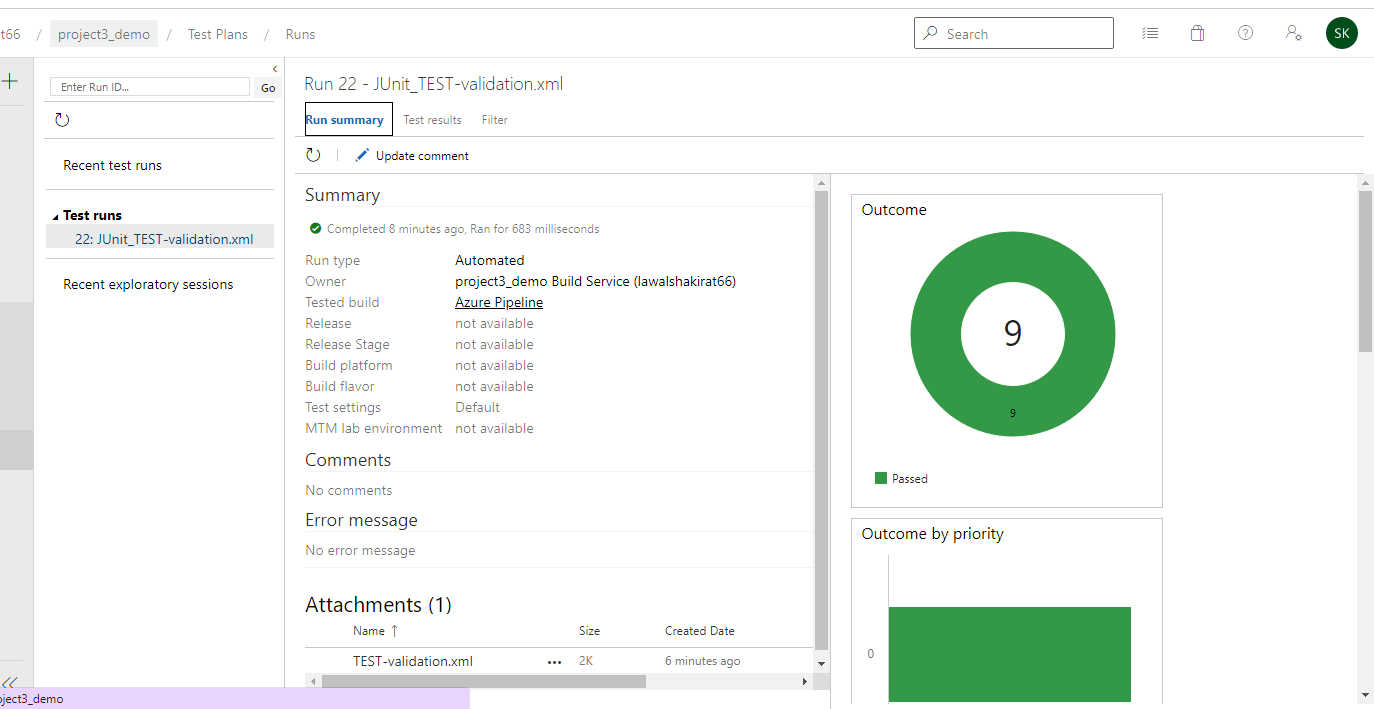 t66 / project3_demo / Test Plans / Runs
Search
SK
Enter Run ID...
Go
Recent test runs
Test runs
22: JUnit_TEST-validation.xml
Recent exploratory sessions
Run 22 - JUnit_TEST-validation.xml
Run summary Test results Filter
Update comment
Summary
Completed 8 minutes ago, Ran for 683 milliseconds
Run type Automated
Owner project3_demo Build Service (lawalshakirat66)
Tested build Azure Pipeline
Release not available
Release Stage not available
Build platform not available
Build flavor not available
Test settings Default
MTM lab environment not available
Comments
No comments
Error message
No error message
Attachments (1)
Name ↑ Size Created Date
TEST-validation.xml ... 2K 6 minutes ago
Outcome
9
9
Passed
Outcome by priority
0
oject3_demo